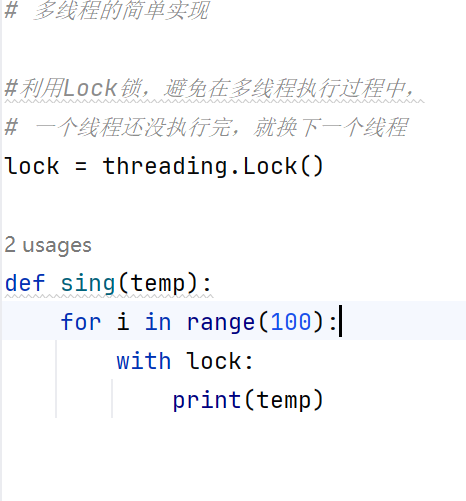 # 多线程的简单实现
#利用Lock锁，避免在多线程执行过程中，
# 一个线程还没执行完，就换下一个线程
lock = threading.Lock()
2 usages
def sing(temp):
    for i in range(100):
        with lock:
            print(temp)